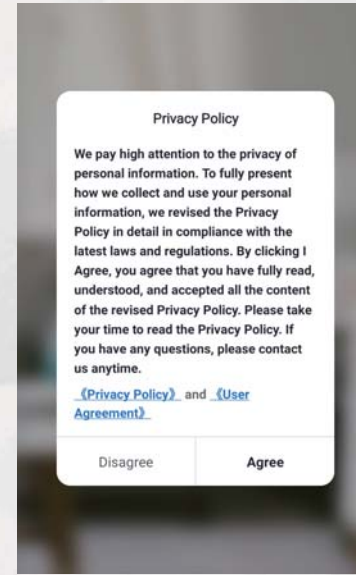 Privacy Policy
We pay high attention to the privacy of
personal information. To fully present
how we collect and use your personal
information, we revised the Privacy
Policy in detail in compliance with the
latest laws and regulations. By clicking I
Agree, you agree that you have fully read,
understood, and accepted all the content
of the revised Privacy Policy. Please take
your time to read the Privacy Policy. If
you have any questions, please contact
us anytime.
《Privacy Policy》 and 《User
Agreement》
Disagree Agree